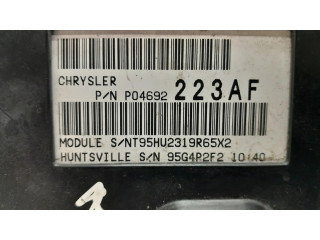 CHRYSLER
P/N P04692 223AF
MODULE S/NT95HU2319R65X2
HUNTSVILLE S/N 95G4P2F2 10:40